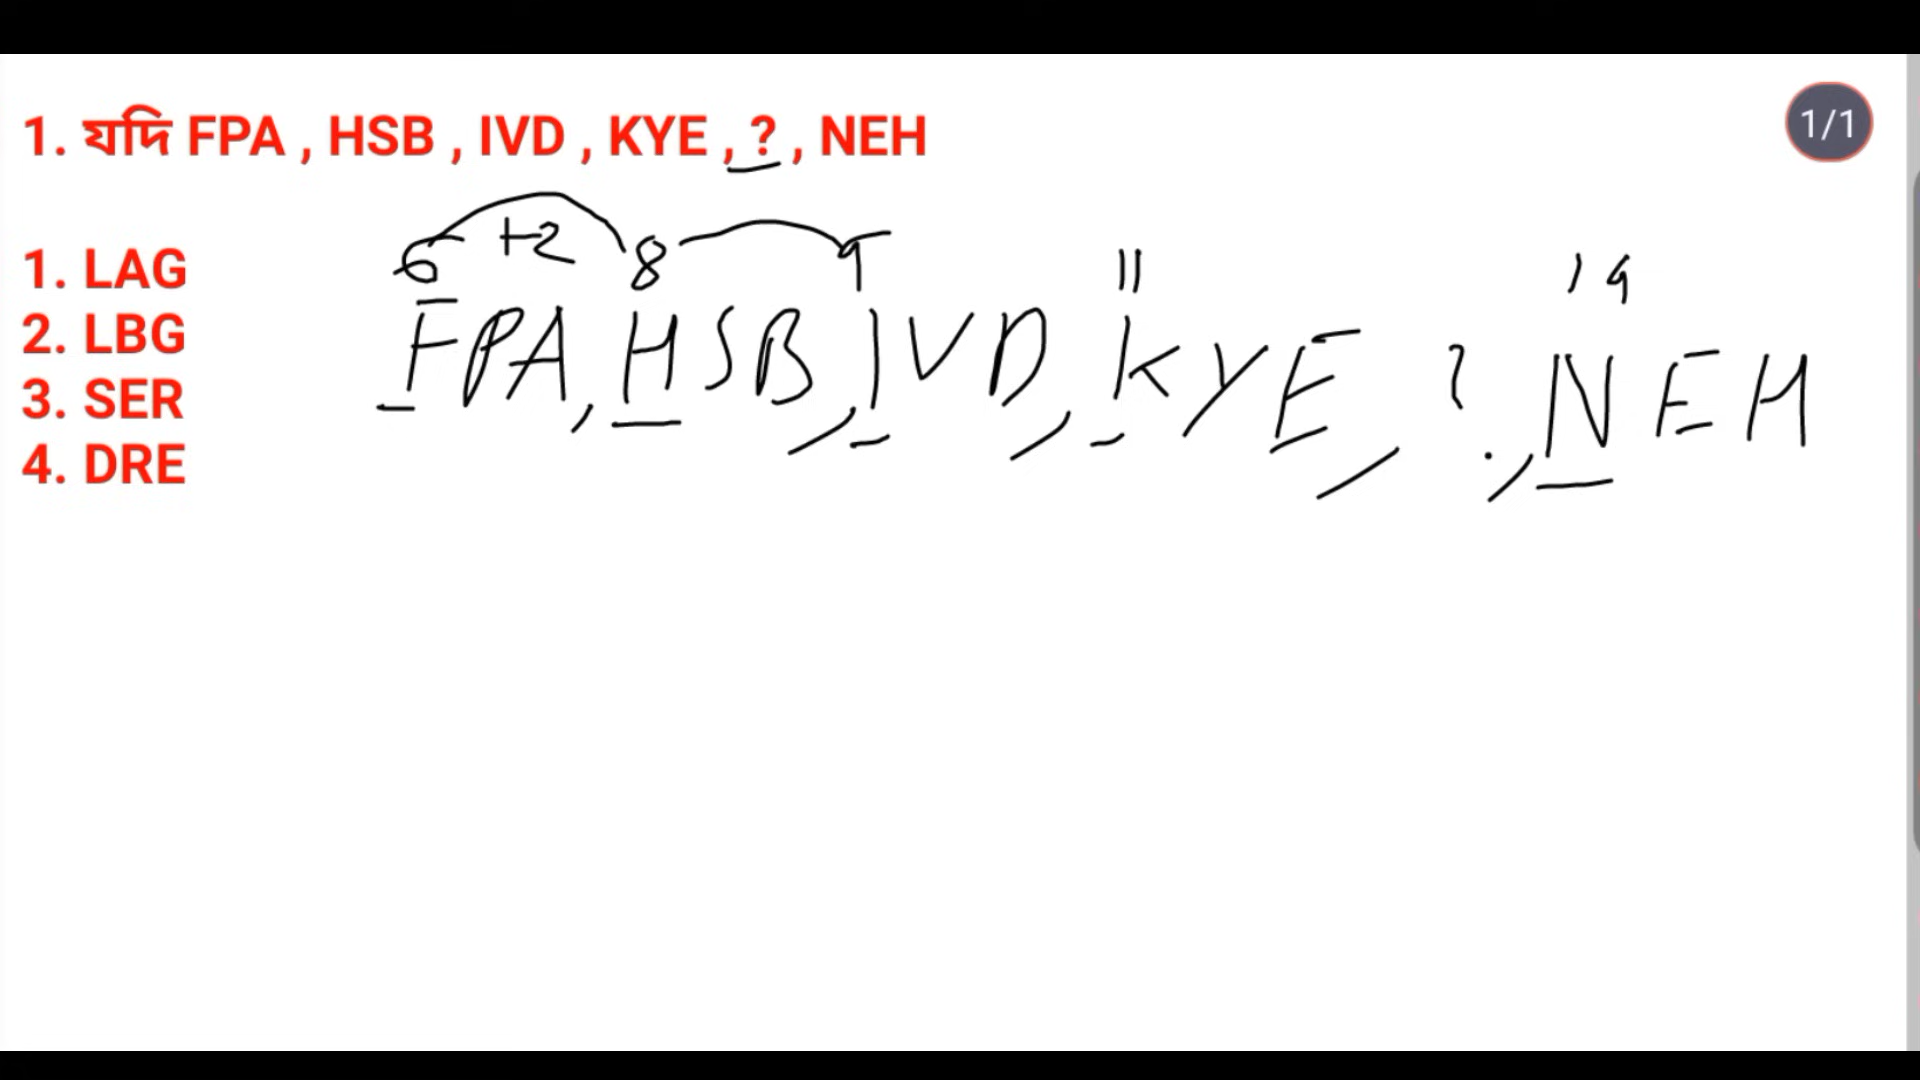 1. যদি FPA , HSB , IVD , KYE , ? , NEH
1/1
1. LAG
2. LBG
3. SER
4. DRE
6 +2 8 9 11 14
FPA, HSB, IVD, KYE, ?, NEH